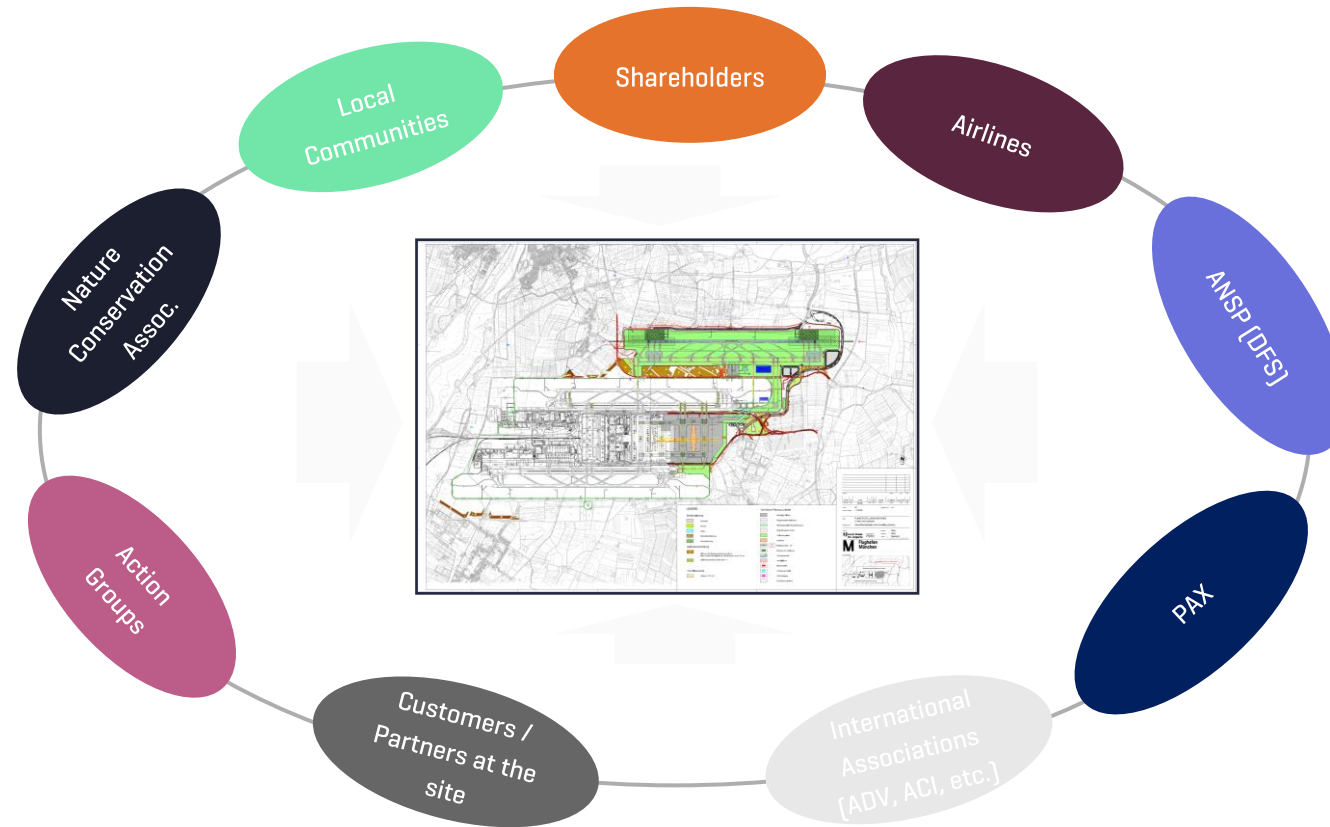 Shareholders
Local
Communities
Airlines
Nature
Conservation
Assoc.
ANSP (DFS)
M Flughafen
München
Action
Groups
PAX
Customers /
Partners at the
site
International
Associations
(ADV, ACI, etc.)